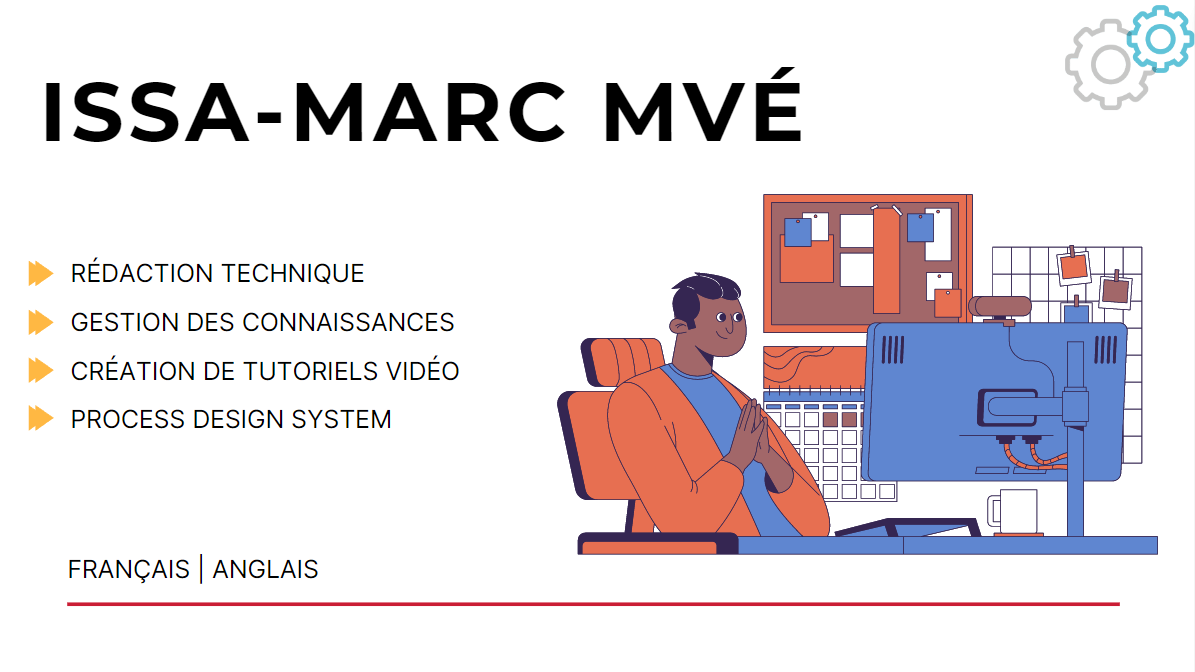 ISSA-MARC MVÉ
RÉDACTION TECHNIQUE
GESTION DES CONNAISSANCES
CRÉATION DE TUTORIELS VIDÉO
PROCESS DESIGN SYSTEM
FRANÇAIS | ANGLAIS